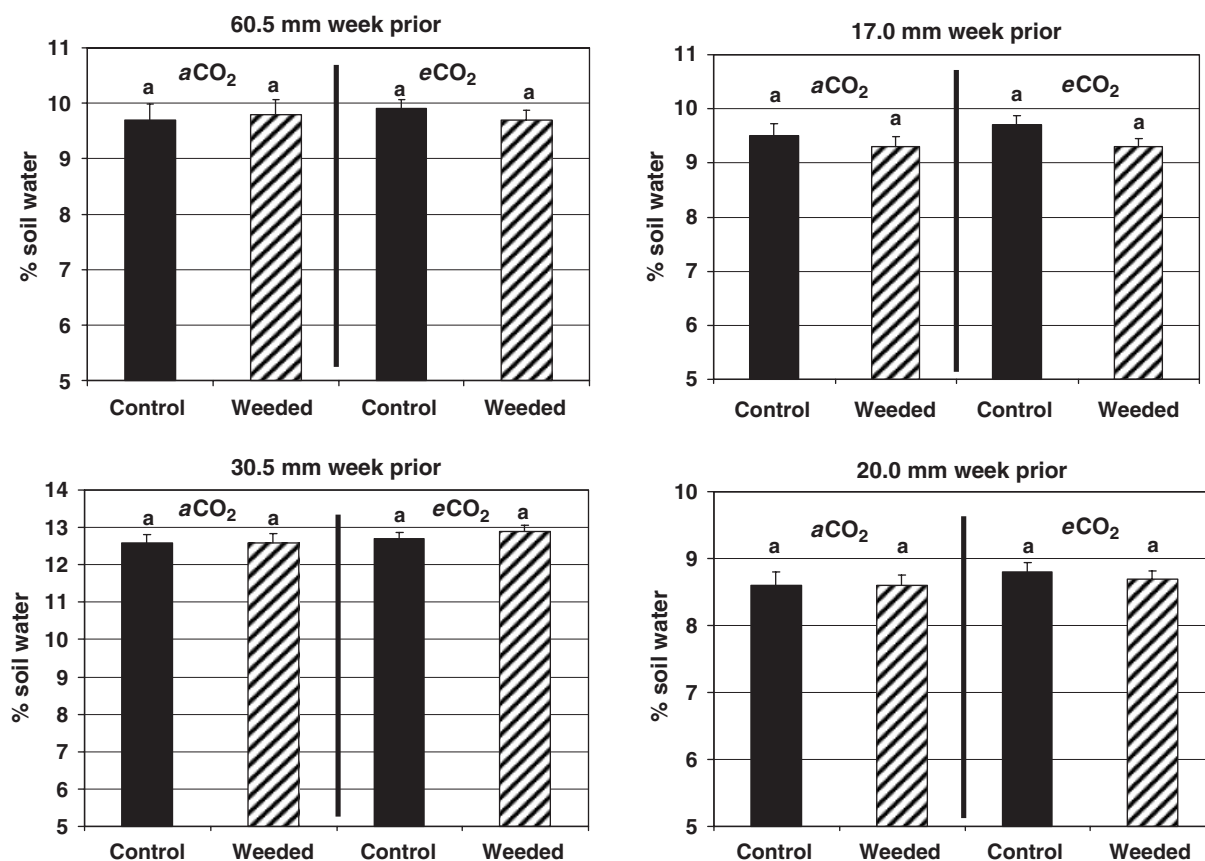 60.5 mm week prior
11
10
9
8
7
6
5
% soil water
aCO2
eCO2
a
a
a
a
Control
Weeded
Control
Weeded
17.0 mm week prior
11
10
9
8
7
6
5
% soil water
aCO2
eCO2
a
a
a
a
Control
Weeded
Control
Weeded
30.5 mm week prior
14
13
12
11
10
9
8
7
6
5
% soil water
aCO2
eCO2
a
a
a
a
Control
Weeded
Control
Weeded
20.0 mm week prior
10
9
8
7
6
5
% soil water
aCO2
eCO2
a
a
a
a
Control
Weeded
Control
Weeded